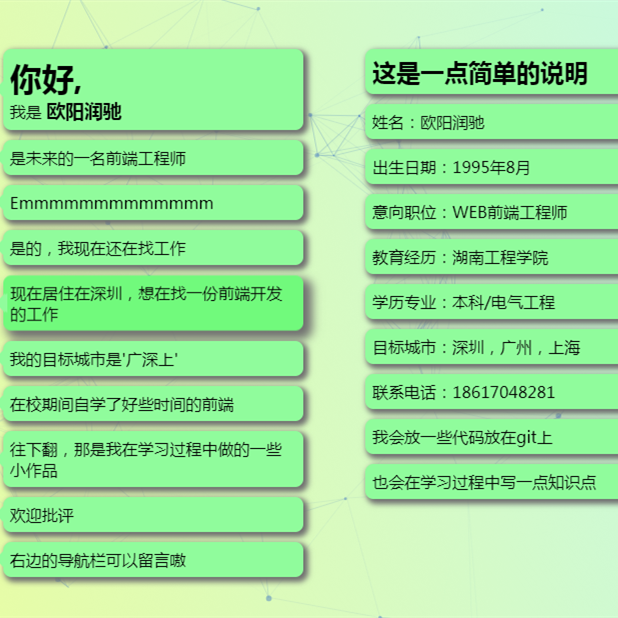 你好,
我是 欧阳润驰
是未来的一名前端工程师
Emmmmmmmmmmmmm
是的，我现在还在找工作
现在居住在深圳，想在找一份前端开发
的工作
我的目标城市是'广深上'
在校期间自学了好些时间的前端
往下翻，那是我在学习过程中做的一些
小作品
欢迎批评
右边的导航栏可以留言嗷
这是一点简单的说明
姓名：欧阳润驰
出生日期：1995年8月
意向职位：WEB前端工程师
教育经历：湖南工程学院
学历专业：本科/电气工程
目标城市：深圳，广州，上海
联系电话：18617048281
我会放一些代码放在git上
也会在学习过程中写一点知识点